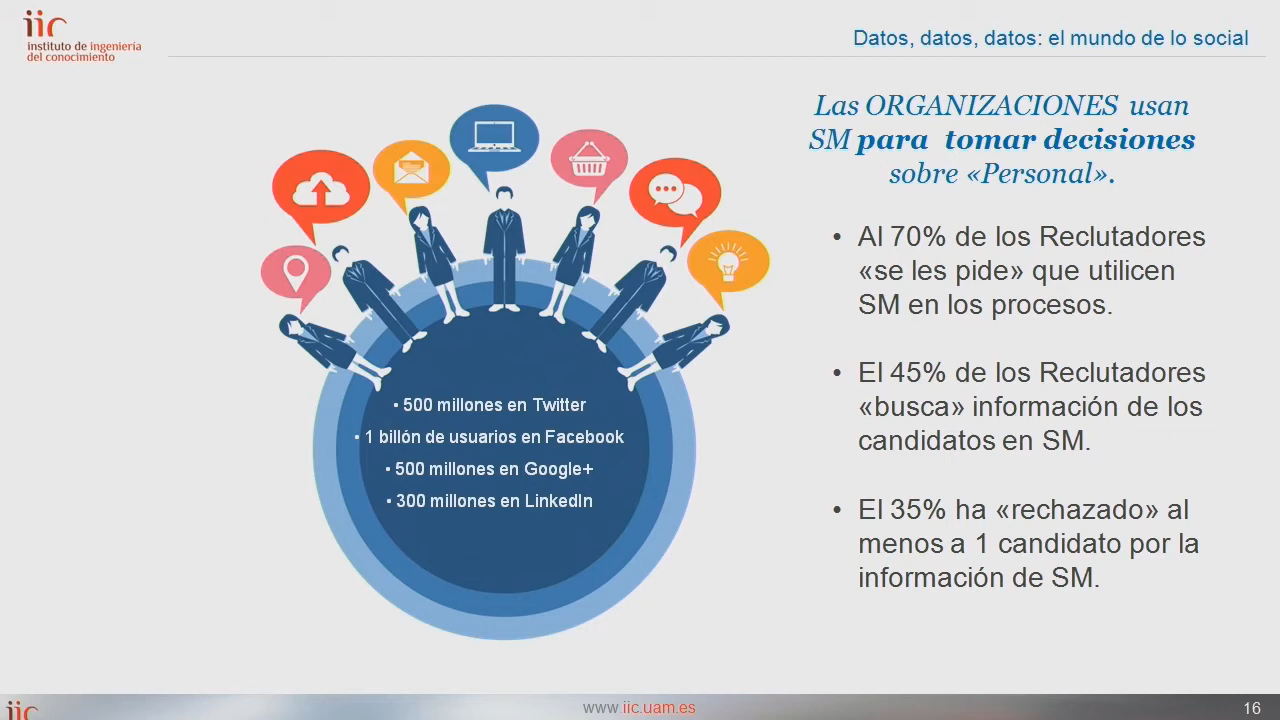 iic
instituto de ingeniería
del conocimiento
Datos, datos, datos: el mundo de lo social
Las ORGANIZACIONES usan
SM para tomar decisiones
sobre «Personal».
• Al 70% de los Reclutadores
«se les pide» que utilicen
SM en los procesos.
• El 45% de los Reclutadores
«busca» información de los
candidatos en SM.
• El 35% ha «rechazado» al
menos a 1 candidato por la
información de SM.
• 500 millones en Twitter
• 1 billón de usuarios en Facebook
• 500 millones en Google+
• 300 millones en LinkedIn
iic
www.iic.uam.es
16